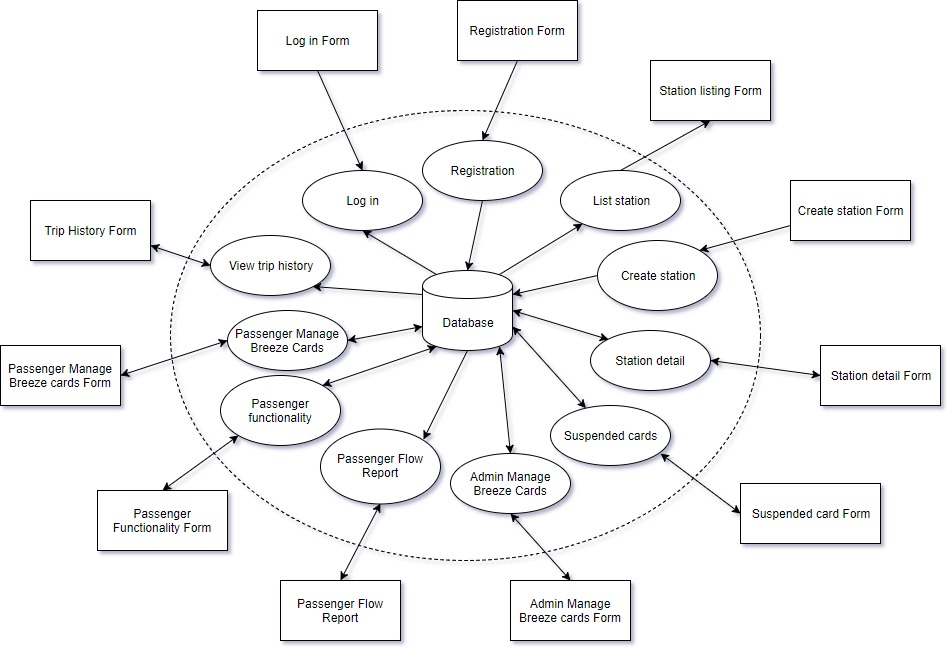 Log in Form
Registration Form
Station listing Form
Registration
Log in
List station
Create station Form
Trip History Form
View trip history
Create station
Database
Passenger Manage
Breeze Cards
Station detail
Passenger Manage
Breeze cards Form
Station detail Form
Passenger
functionality
Suspended cards
Passenger Flow
Report
Admin Manage
Breeze Cards
Passenger
Functionality Form
Suspended card Form
Passenger Flow
Report
Admin Manage
Breeze cards Form